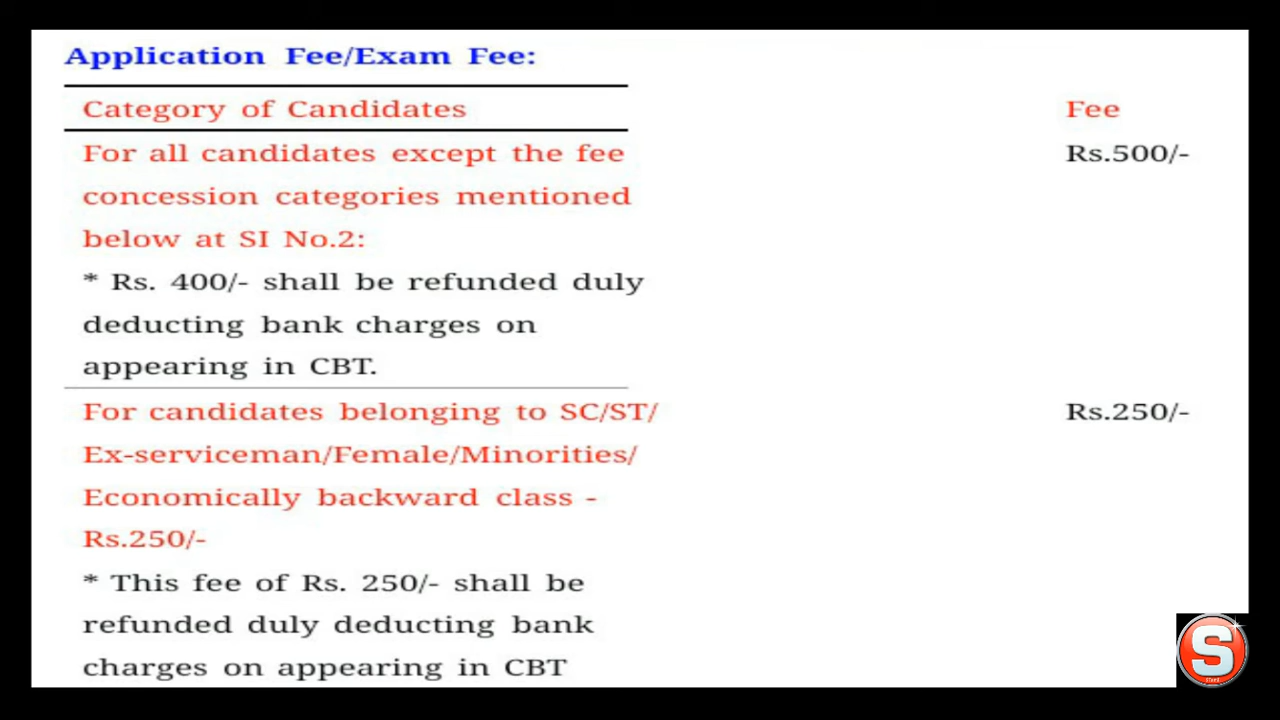 Application Fee/Exam Fee:
Category of Candidates Fee
For all candidates except the fee Rs.500/-
concession categories mentioned
below at SI No.2:
* Rs. 400/- shall be refunded duly
deducting bank charges on
appearing in CBT.
For candidates belonging to SC/ST/ Rs.250/-
Ex-serviceman/Female/Minorities/
Economically backward class -
Rs.250/-
* This fee of Rs. 250/- shall be
refunded duly deducting bank
charges on appearing in CBT
S